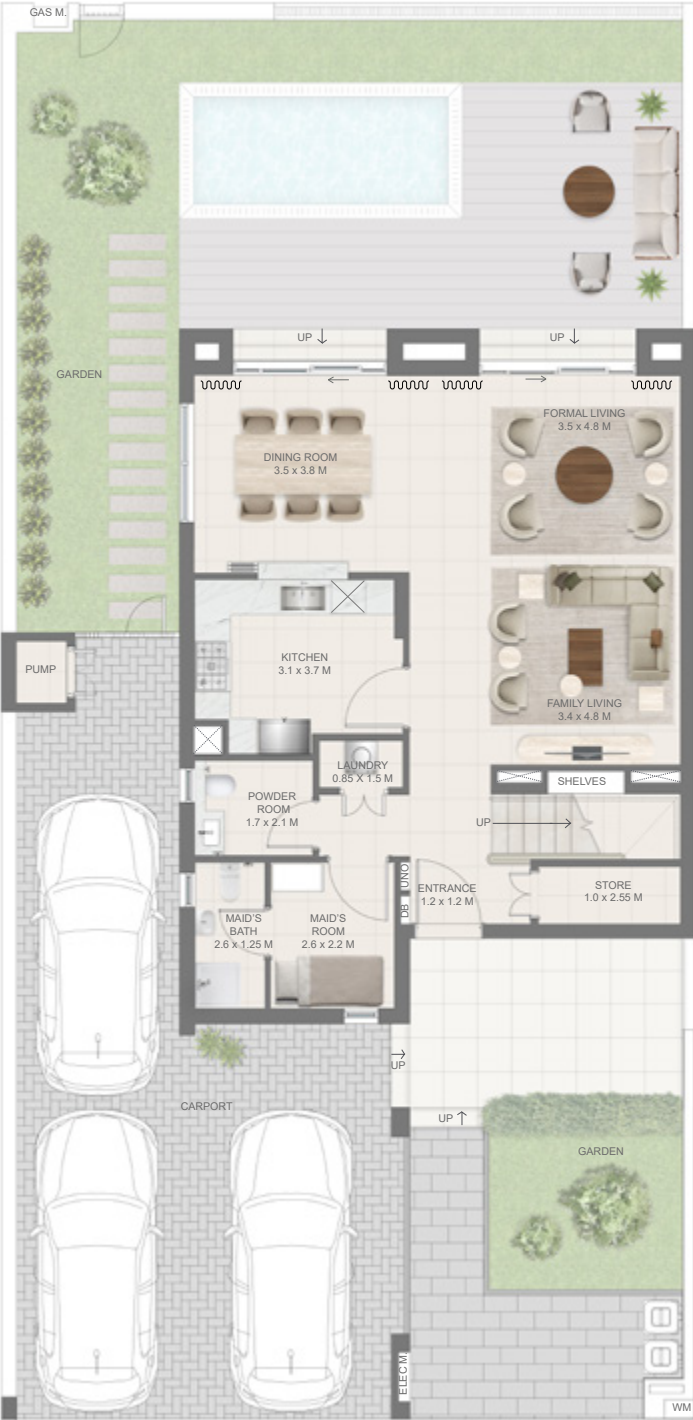 GAS M.
UP
UP
GARDEN
FORMAL LIVING
3.5 x 4.8 M
DINING ROOM
3.5 x 3.8 M
KITCHEN
3.1 x 3.7 M
PUMP
FAMILY LIVING
3.4 x 4.8 M
LAUNDRY
0.85 X 1.5 M
SHELVES
POWDER
ROOM
1.7 x 2.1 M
UP
UNO
DB
ENTRANCE
1.2 x 1.2 M
STORE
1.0 x 2.55 M
MAID'S
BATH
2.6 x 1.25 M
MAID'S
ROOM
2.6 x 2.2 M
UP
CARPORT
UP
GARDEN
ELEC M.
WM